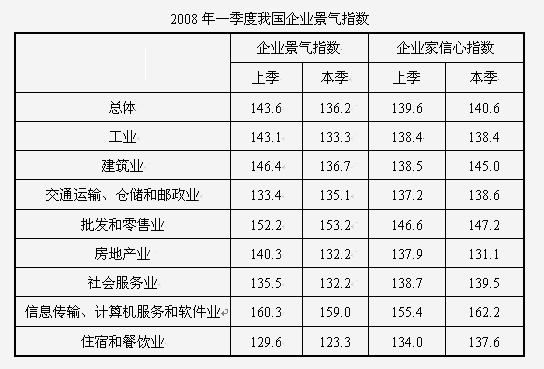 2008 年一季度我国企业景气指数
企业景气指数 企业家信心指数
上季 本季 上季 本季
总体 143.6 136.2 139.6 140.6
工业 143.1 133.3 138.4 138.4
建筑业 146.4 136.7 138.5 145.0
交通运输、仓储和邮政业 133.4 135.1 137.2 138.6
批发和零售业 152.2 153.2 146.6 147.2
房地产业 140.3 132.2 137.9 131.1
社会服务业 135.5 132.2 138.7 139.5
信息传输、计算机服务和软件业 160.3 159.0 155.4 162.2
住宿和餐饮业 129.6 123.3 134.0 137.6